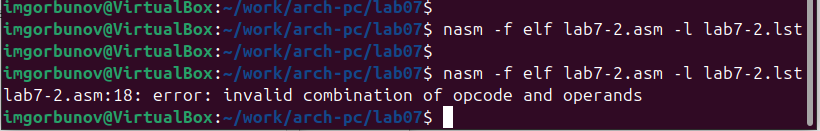 imgorbunov@VirtualBox:~/work/arch-pc/lab07$
imgorbunov@VirtualBox:~/work/arch-pc/lab07$ nasm -f elf lab7-2.asm -l lab7-2.lst
imgorbunov@VirtualBox:~/work/arch-pc/lab07$
imgorbunov@VirtualBox:~/work/arch-pc/lab07$ nasm -f elf lab7-2.asm -l lab7-2.lst
lab7-2.asm:18: error: invalid combination of opcode and operands
imgorbunov@VirtualBox:~/work/arch-pc/lab07$